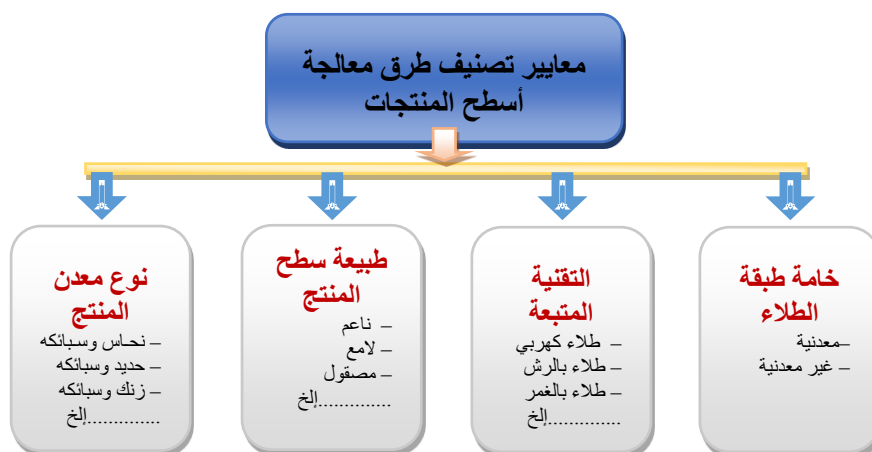 معايير تصنيف طرق معالجة
أسطح المنتجات
خامة طبقة
الطلاء
–معدنية
– غير معدنية
التقنية
المتبعة
– طلاء كهربي
– طلاء بالرش
– طلاء بالغمر
...............إلخ
طبيعة سطح
المنتج
– ناعم
– لامع
– مصقول
...............إلخ
نوع معدن
المنتج
– نحاس وسبائكه
– حديد وسبائكه
– زنك وسبائكه
...............إلخ